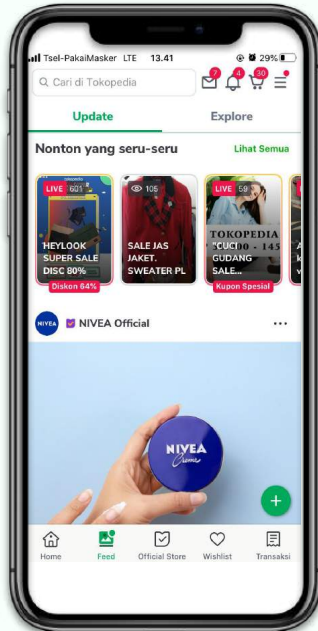 Tsel-PakaiMasker LTE 13.41 29%
Cari di Tokopedia 7 4 30
Update Explore
Nonton yang seru-seru Lihat Semua
LIVE 601
HEYLOOK
SUPER SALE
DISC 80%
Diskon 64%
105
SALE JAS
JAKET.
SWEATER PL
LIVE 59
TOKOPEDIA
"CUCI
GUDANG
SALE...
Kupon Spesial
NIVEA NIVEA Official
NIVEA
Creme
Home Feed Official Store Wishlist Transaksi